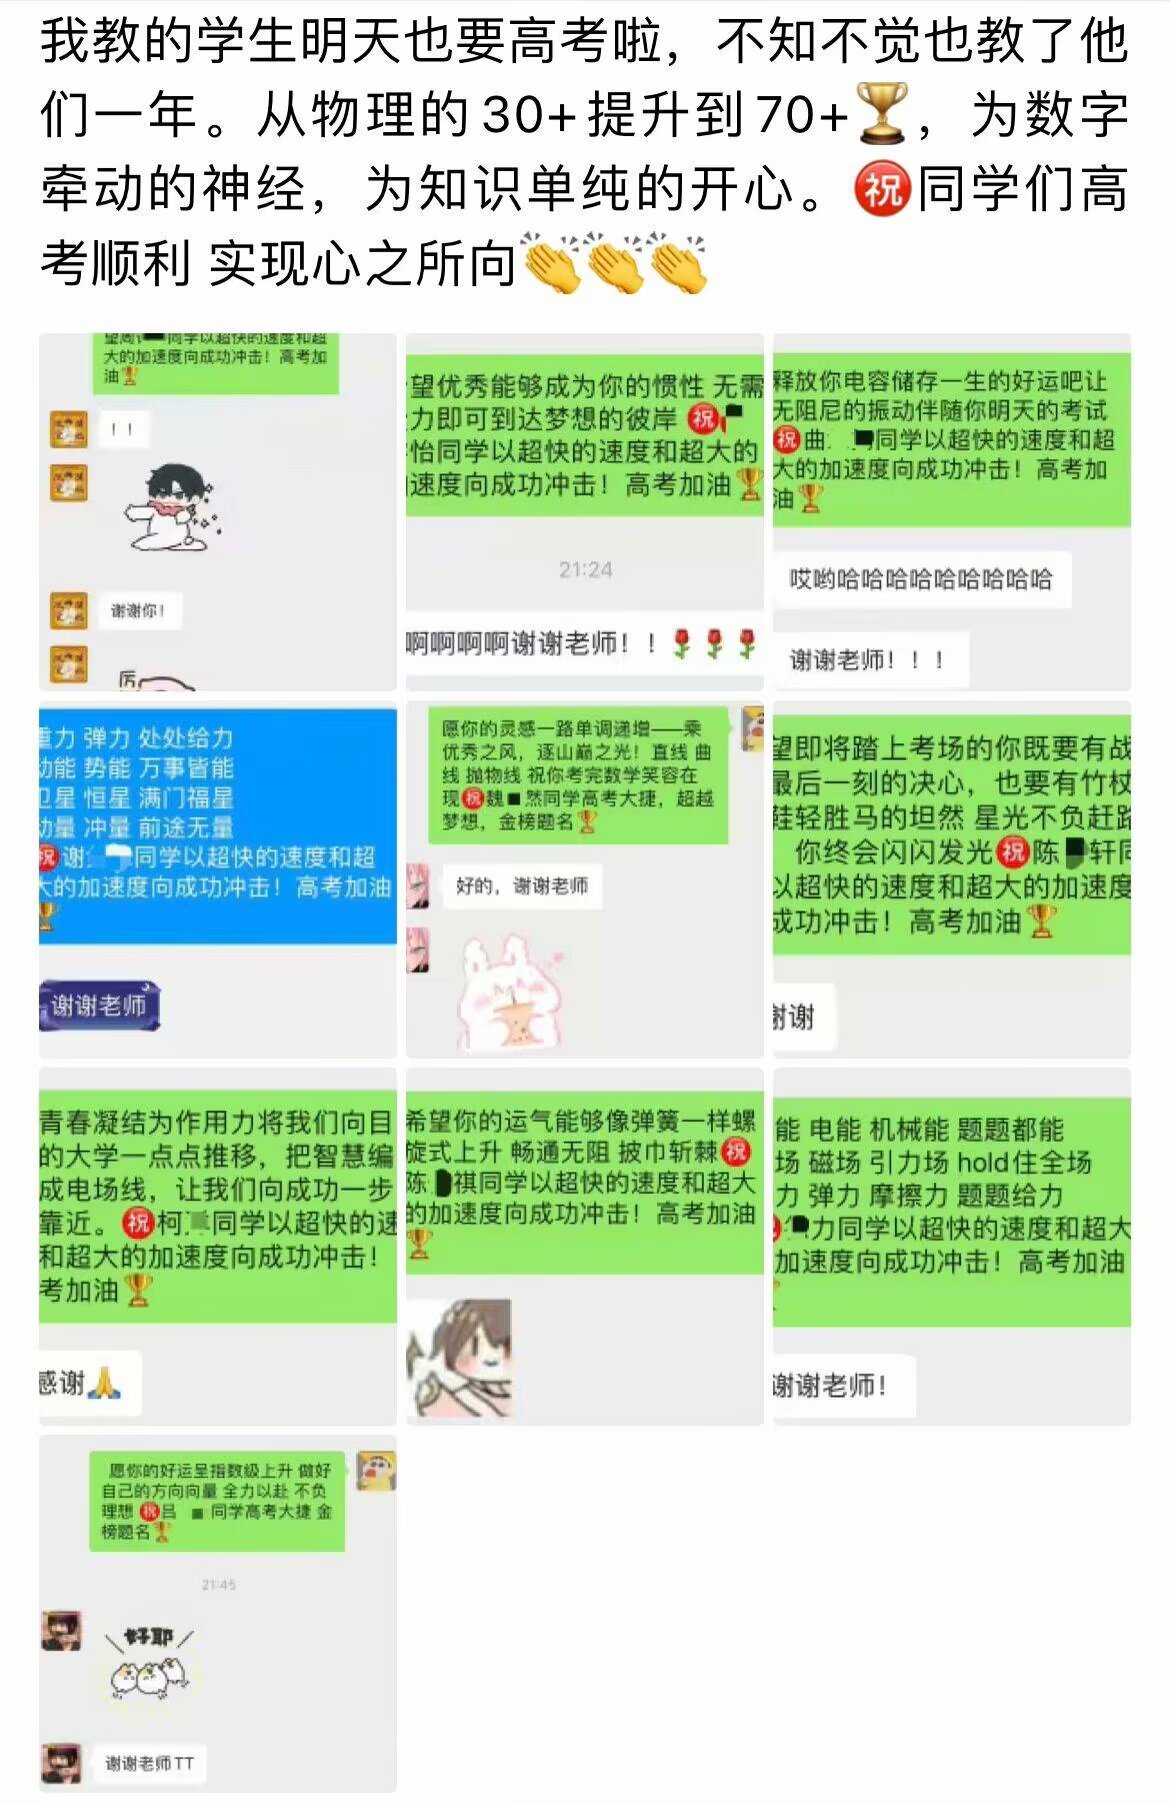 我教的学生明天也要高考啦，不知不觉也教了他
们一年。从物理的30+提升到70+🏆，为数字
牵动的神经，为知识单纯的开心。㊗️同学们高
考顺利 实现心之所向👏👏👏
同学以超快的速度和超
大的加速度向成功冲击！高考加
油🏆
！！
谢谢你！
厉
望优秀能够成为你的惯性 无需
力即可到达梦想的彼岸 ㊗️
怡同学以超快的速度和超大的
速度向成功冲击！高考加油🏆
21:24
啊啊啊啊谢谢老师！！🌹🌹🌹
释放你电容储存一生的好运吧让
无阻尼的振动伴随你明天的考试
㊗️曲 同学以超快的速度和超
大的加速度向成功冲击！高考加
油🏆
哎哟哈哈哈哈哈哈哈哈哈
谢谢老师！！！
重力 弹力 处处给力
动能 势能 万事皆能
卫星 恒星 满门福星
动量 冲量 前途无量
㊗️谢 同学以超快的速度和超
大的加速度向成功冲击！高考加油
🏆
谢谢老师
愿你的灵感一路单调递增——乘
优秀之风，逐山巅之光！直线 曲
线 抛物线 祝你考完数学笑容在
现㊗️魏 然同学高考大捷，超越
梦想，金榜题名🏆
好的，谢谢老师
望即将踏上考场的你既要有战
最后一刻的决心，也要有竹杖
鞋轻胜马的坦然 星光不负赶路
你终会闪闪发光㊗️陈 轩同
以超快的速度和超大的加速度
成功冲击！高考加油🏆
谢谢
青春凝结为作用力将我们向目
的大学一点点推移，把智慧编
成电场线，让我们向成功一步
靠近。㊗️柯 同学以超快的速
和超大的加速度向成功冲击！
考加油🏆
感谢🙏
希望你的运气能够像弹簧一样螺
旋式上升 畅通无阻 披巾斩棘㊗️
陈 祺同学以超快的速度和超大
的加速度向成功冲击！高考加油
🏆
能 电能 机械能 题题都能
场 磁场 引力场 hold住全场
力 弹力 摩擦力 题题给力
力同学以超快的速度和超大
加速度向成功冲击！高考加油
谢谢老师！
愿你的好运呈指数级上升 做好
自己的方向向量 全力以赴 不负
理想 ㊗️吕 同学高考大捷 金
榜题名🏆
21:45
好耶
谢谢老师TT